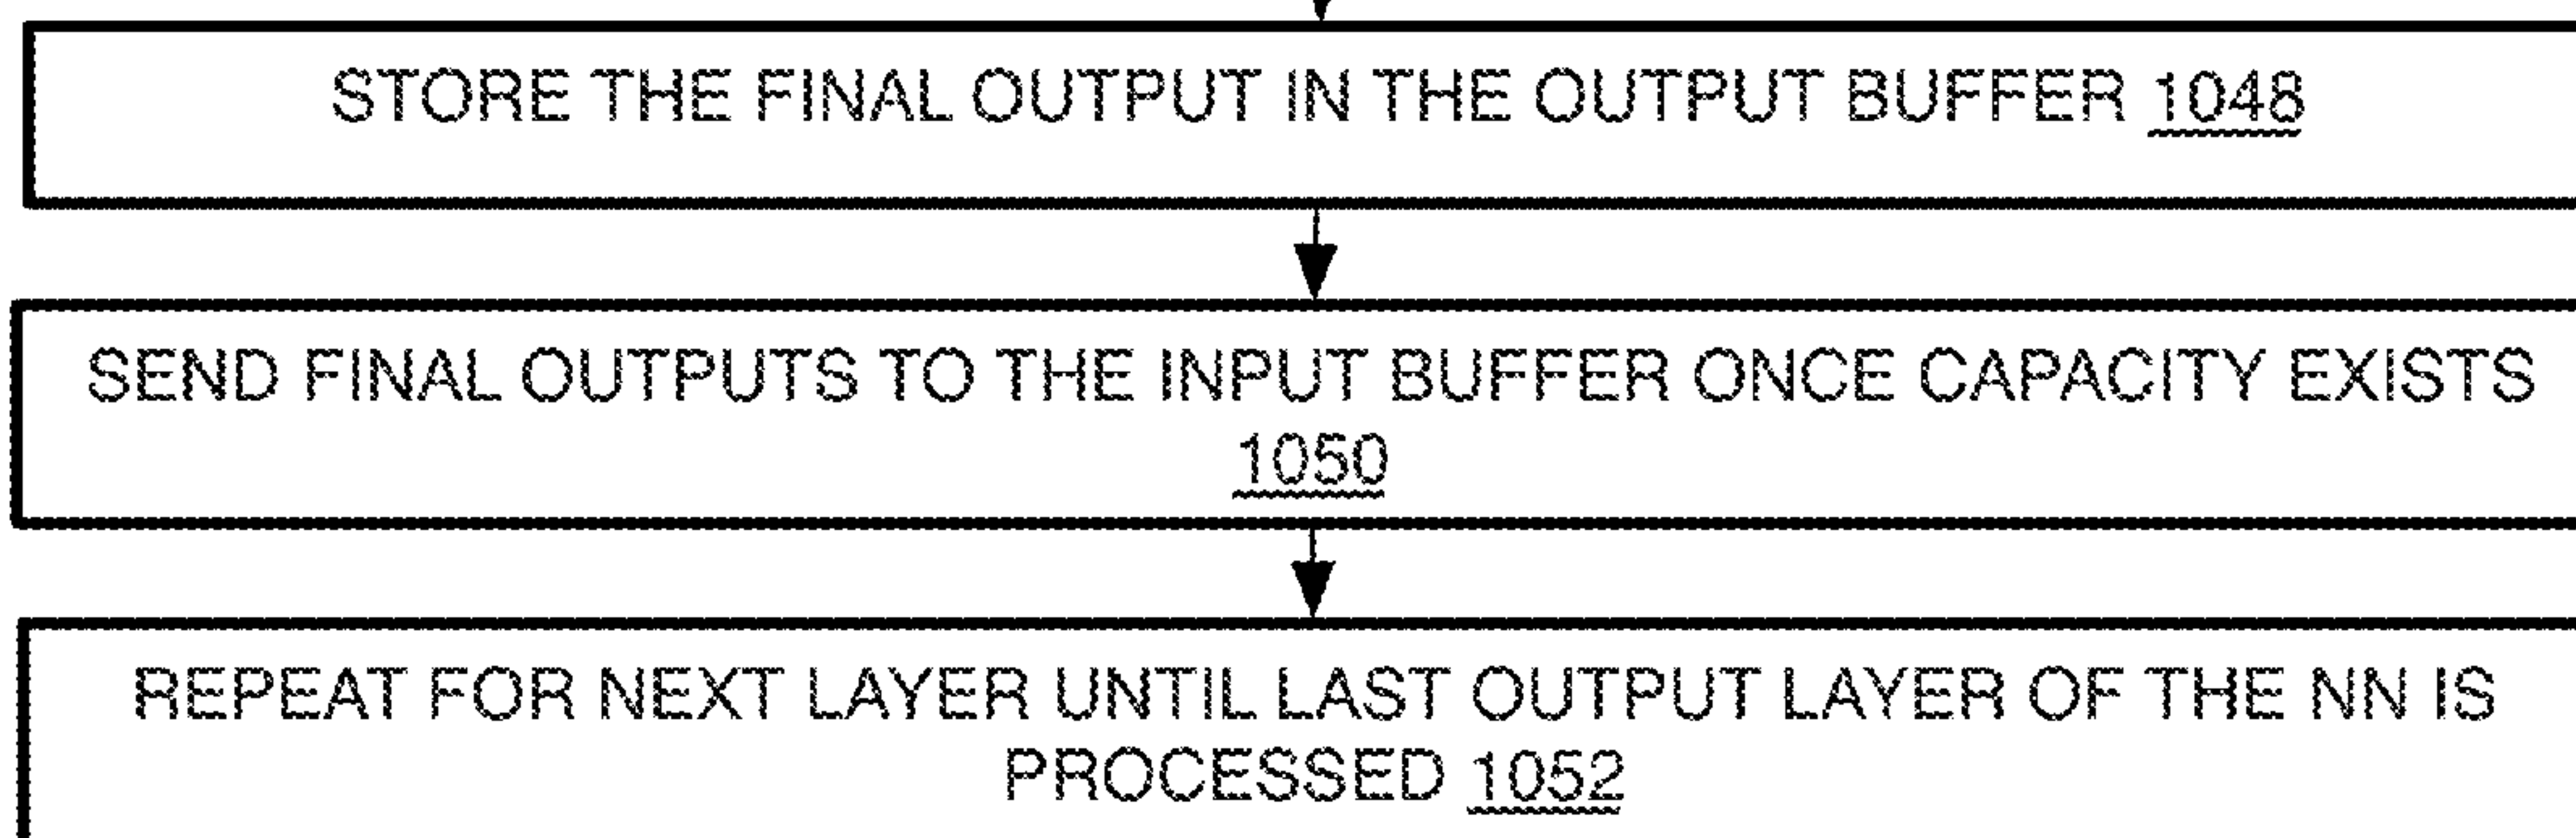 STORE THE FINAL OUTPUT IN THE OUTPUT BUFFER 1048
SEND FINAL OUTPUTS TO THE INPUT BUFFER ONCE CAPACITY EXISTS
1050
REPEAT FOR NEXT LAYER UNTIL LAST OUTPUT LAYER OF THE NN IS
PROCESSED 1052